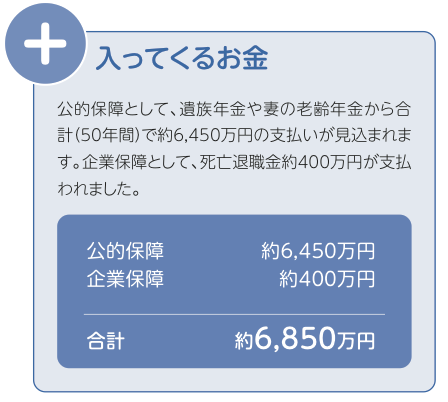 入ってくるお金
公的保障として、遺族年金や妻の老齢年金から合
計(50年間)で約6,450万円の支払いが見込まれま
す。企業保障として、死亡退職金約400万円が支払
われました。
公的保障 約6,450万円
企業保障 約400万円
合計 約6,850万円